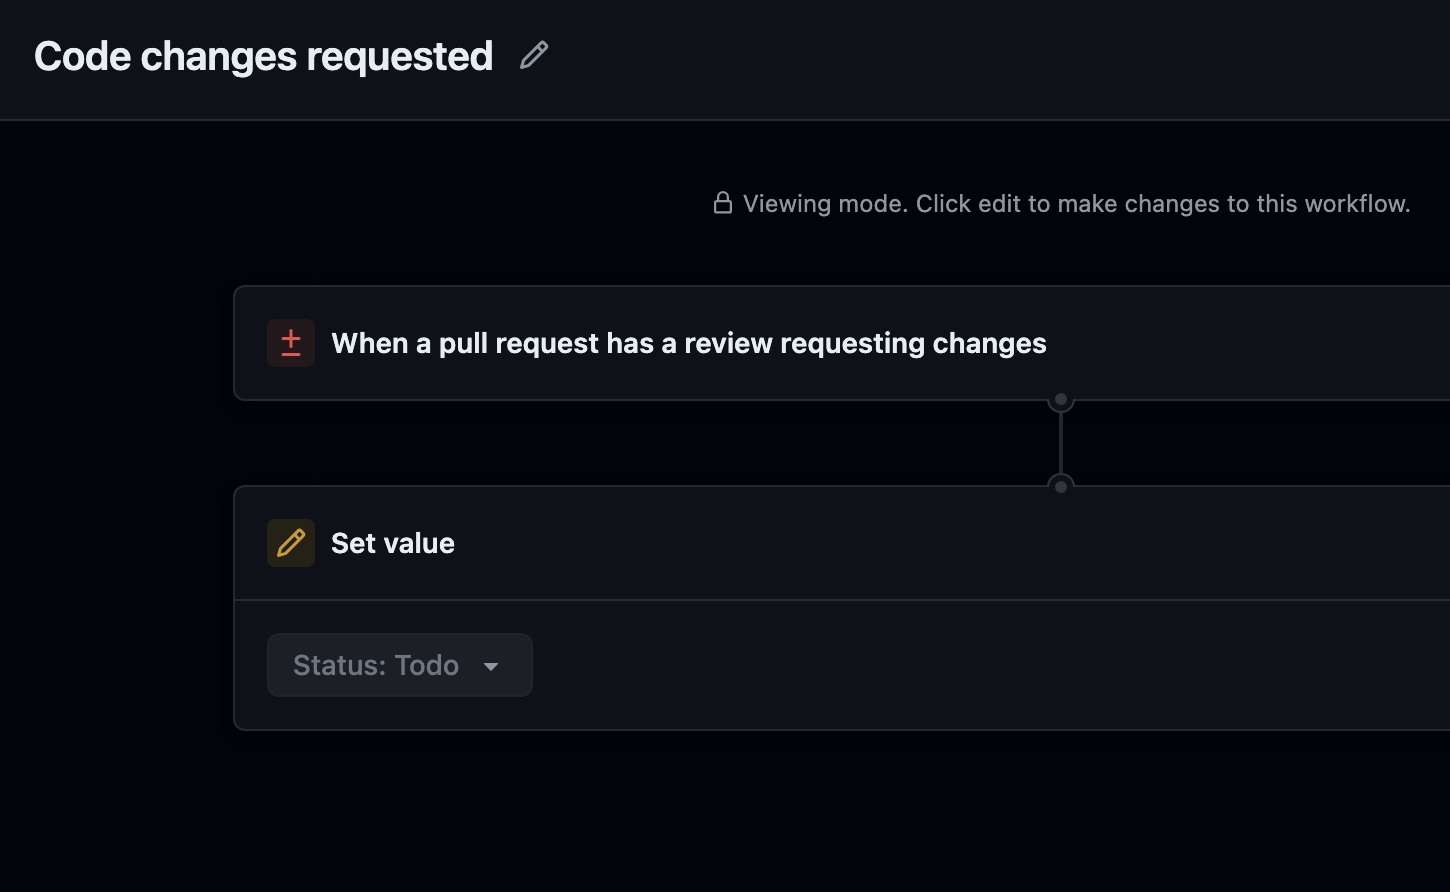 Code changes requested
Viewing mode. Click edit to make changes to this workflow.
When a pull request has a review requesting changes
Set value
Status: Todo